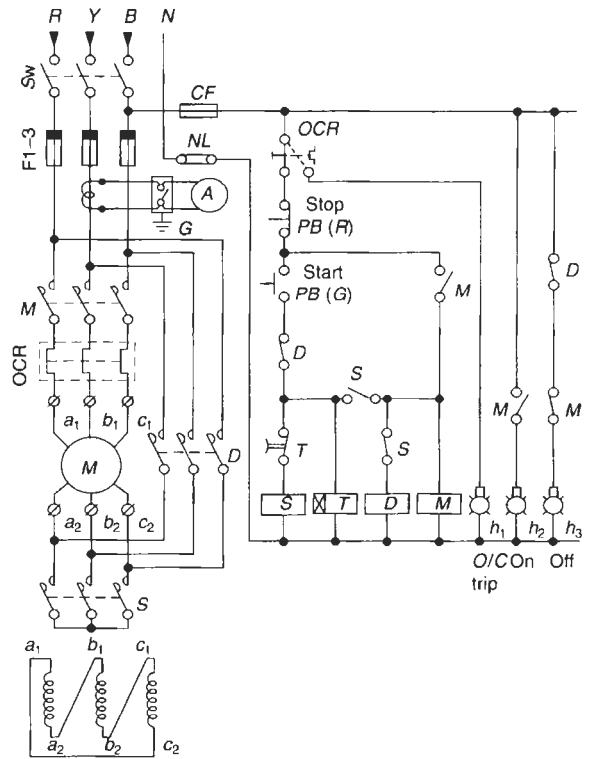 R Y B N
Sw
CF
F1-3
NL
OCR
A
G
Stop
PB (R)
Start
PB (G)
M
M
D
OCR
D
S
a1 b1 c1
M
D
T
S
M
M
S T D M
a2 b2 c2
h1 h2 h3
O/C On Off
trip
S
a1 b1 c1
a2 b2 c2